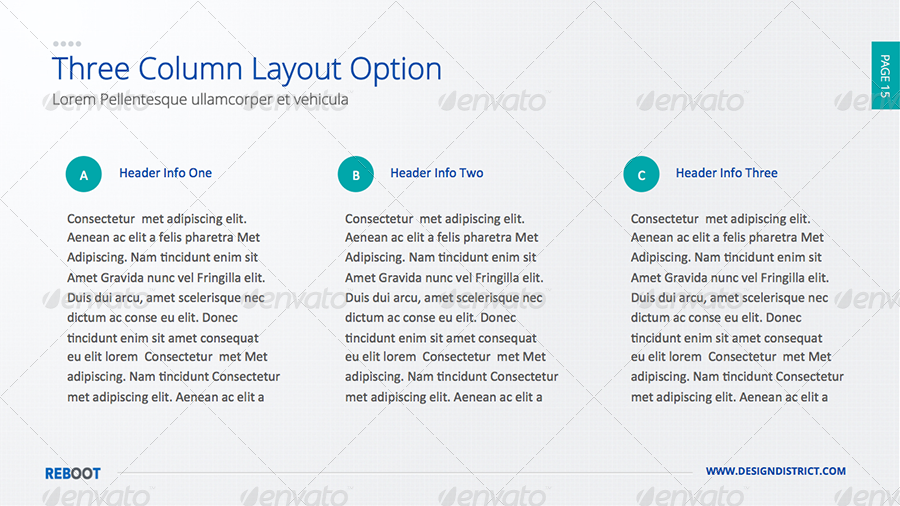 Three Column Layout Option
Lorem Pellentesque ullamcorper et vehicula
PAGE 15
A
Header Info One
Consectetur  met adipiscing elit.
Aenean ac elit a felis pharetra Met
Adipiscing. Nam tincidunt enim sit
Amet Gravida nunc vel Fringilla elit.
Duis dui arcu, amet scelerisque nec
dictum ac conse eu elit. Donec
tincidunt enim sit amet consequat
eu elit lorem  Consectetur  met Met
adipiscing. Nam tincidunt Consectetur
met adipiscing elit. Aenean ac elit a
B
Header Info Two
Consectetur  met adipiscing elit.
Aenean ac elit a felis pharetra Met
Adipiscing. Nam tincidunt enim sit
Amet Gravida nunc vel Fringilla elit.
Duis dui arcu, amet scelerisque nec
dictum ac conse eu elit. Donec
tincidunt enim sit amet consequat
eu elit lorem  Consectetur  met Met
adipiscing. Nam tincidunt Consectetur
met adipiscing elit. Aenean ac elit a
C
Header Info Three
Consectetur  met adipiscing elit.
Aenean ac elit a felis pharetra Met
Adipiscing. Nam tincidunt enim sit
Amet Gravida nunc vel Fringilla elit.
Duis dui arcu, amet scelerisque nec
dictum ac conse eu elit. Donec
tincidunt enim sit amet consequat
eu elit lorem  Consectetur  met Met
adipiscing. Nam tincidunt Consectetur
met adipiscing elit. Aenean ac elit a
REBOOT
WWW.DESIGNDISTRICT.COM
envatoellipsis